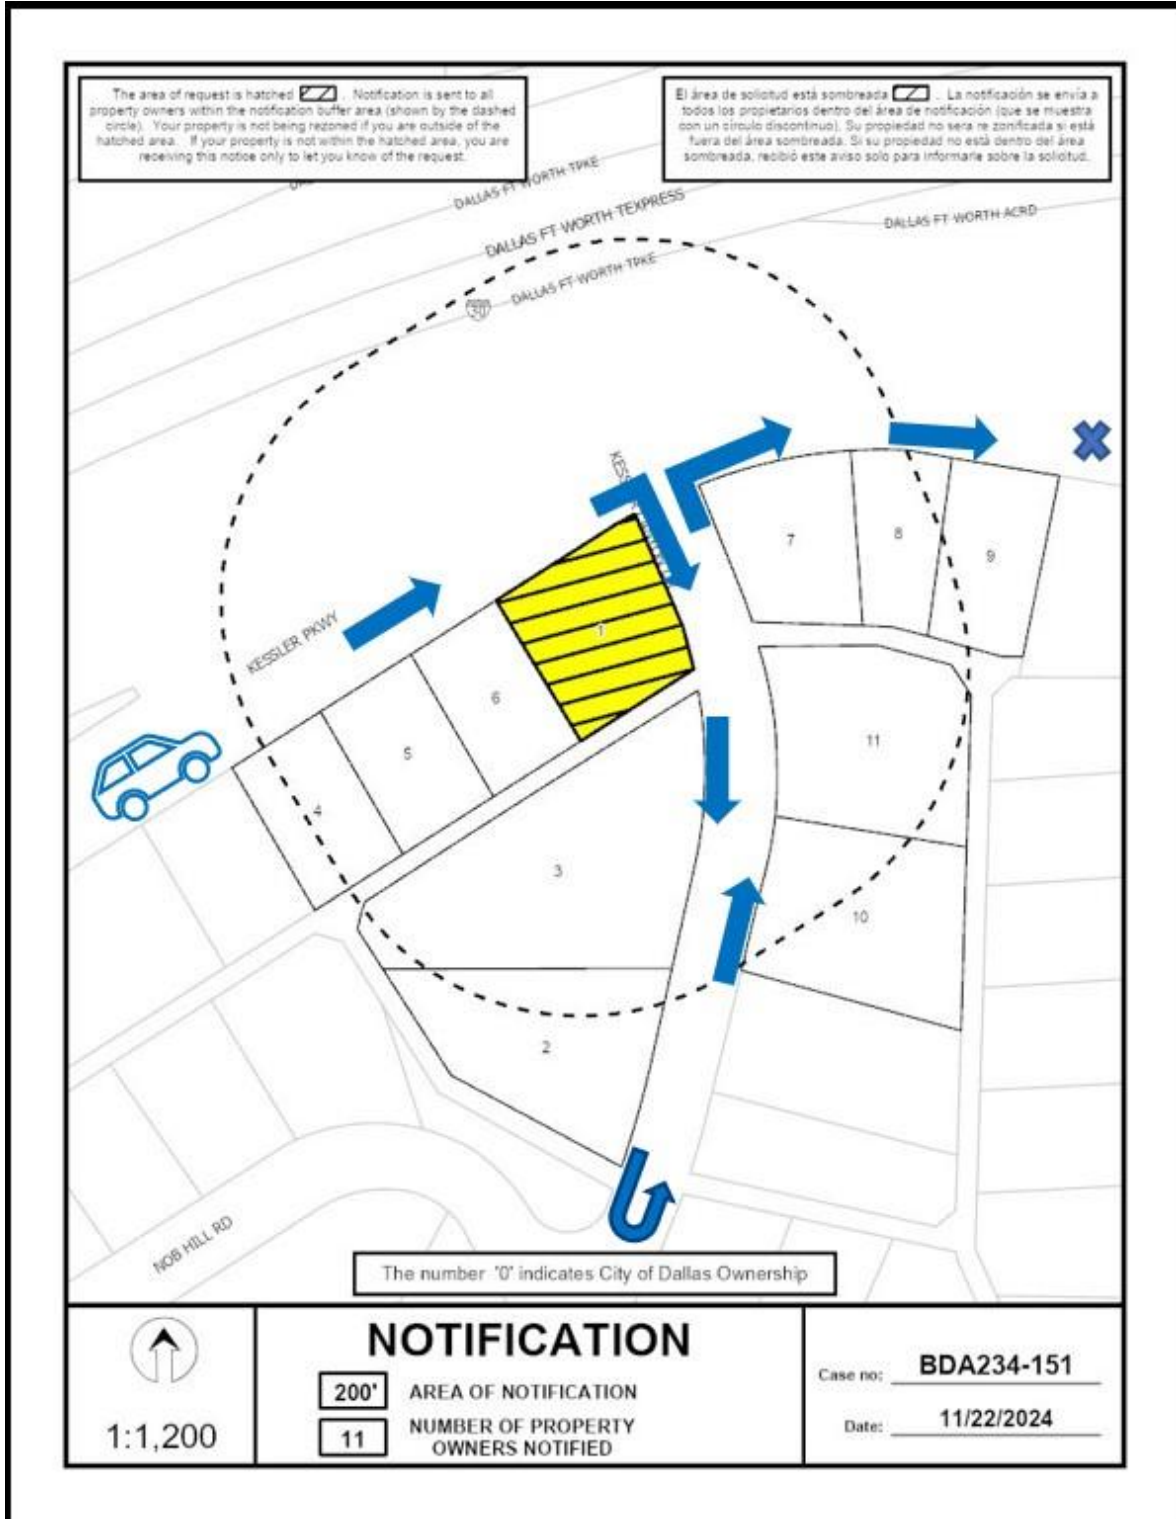 The area of request is hatched . Notification is sent to all
property owners within the notification buffer area (shown by the dashed
circle). Your property is not being rezoned if you are outside of the
hatched area. If your property is not within the hatched area, you are
receiving this notice only to let you know of the request.
El área de solicitud está sombreada . La notificación se envía a
todos los propietarios dentro del área de notificación (que se muestra
con un círculo discontinuo). Su propiedad no sera re zonificada si está
fuera del área sombreada. Si su propiedad no está dentro del área
sombreada, recibió este aviso solo para informarle sobre la solicitud.
DALLAS FT WORTH TPKE
DALLAS FT WORTH TEXPRESS
DALLAS FT WORTH ACRD
DALLAS FT WORTH TPKE
30
KESSLER PKWY
7
8
9
1
6
5
4
11
3
10
2
NOB HILL RD
The number '0' indicates City of Dallas Ownership
1:1,200
NOTIFICATION
200' AREA OF NOTIFICATION
11 NUMBER OF PROPERTY
OWNERS NOTIFIED
Case no: BDA234-151
Date: 11/22/2024